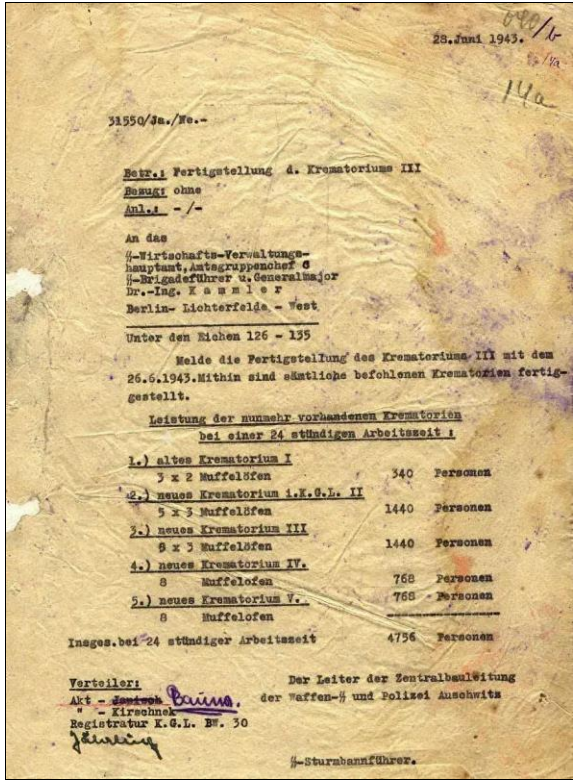 28.Juni 1943.
14a
31550/Ja./Ne.-
Betr.: Fertigstellung d. Krematoriums III
Bezug: ohne
Anl.: -/-
An das
ᛋᛋ-Wirtschafts-Verwaltungs-
hauptamt,Amtsgruppenchef C
ᛋᛋ-Brigadeführer u.Generalmajor
Dr.-Ing. K a m m l e r
Berlin- Lichterfelde - West
Unter den Eichen 126 - 135
Melde die Fertigstellung des Krematoriums III mit dem
26.6.1943.Mithin sind sämtliche befohlenen Krematorien fertig-
gestellt.
Leistung der nunmehr vorhandenen Krematorien
bei einer 24 stündigen Arbeitszeit :
1.) altes Krematorium I
3 x 2 Muffelöfen 340 Personen
2.) neues Krematorium i.K.G.L. II
5 x 3 Muffelöfen 1440 Personen
3.) neues Krematorium III
5 x 3 Muffelöfen 1440 Personen
4.) neues Krematorium IV.
8 Muffelofen 768 Personen
5.) neues Krematorium V. 768 Personen
8 Muffelofen
Insges.bei 24 stündiger Arbeitszeit 4756 Personen
Verteiler: Der Leiter der Zentralbauleitung
Akt - Janisch der Waffen-ᛋᛋ und Polizei Auschwitz
" - Kirschnek
Registratur K.G.L. BW. 30
Jährling
ᛋᛋ-Sturmbannführer.